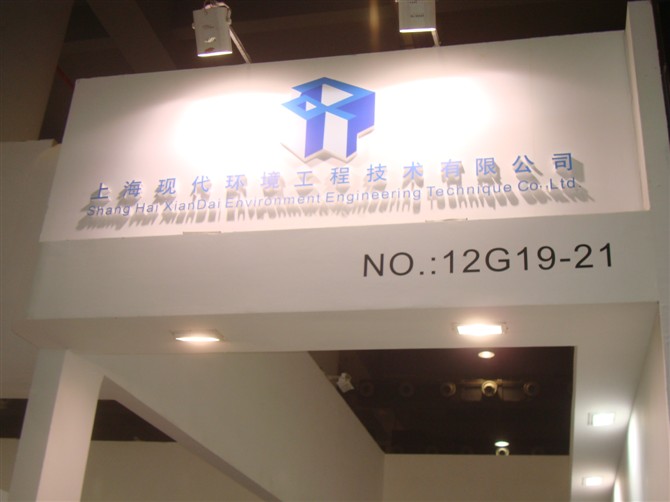 上海现代环境工程技术有限公司
Shang Hai XianDai Environment Engineering Technique Co., Ltd.
NO.:12G19-21